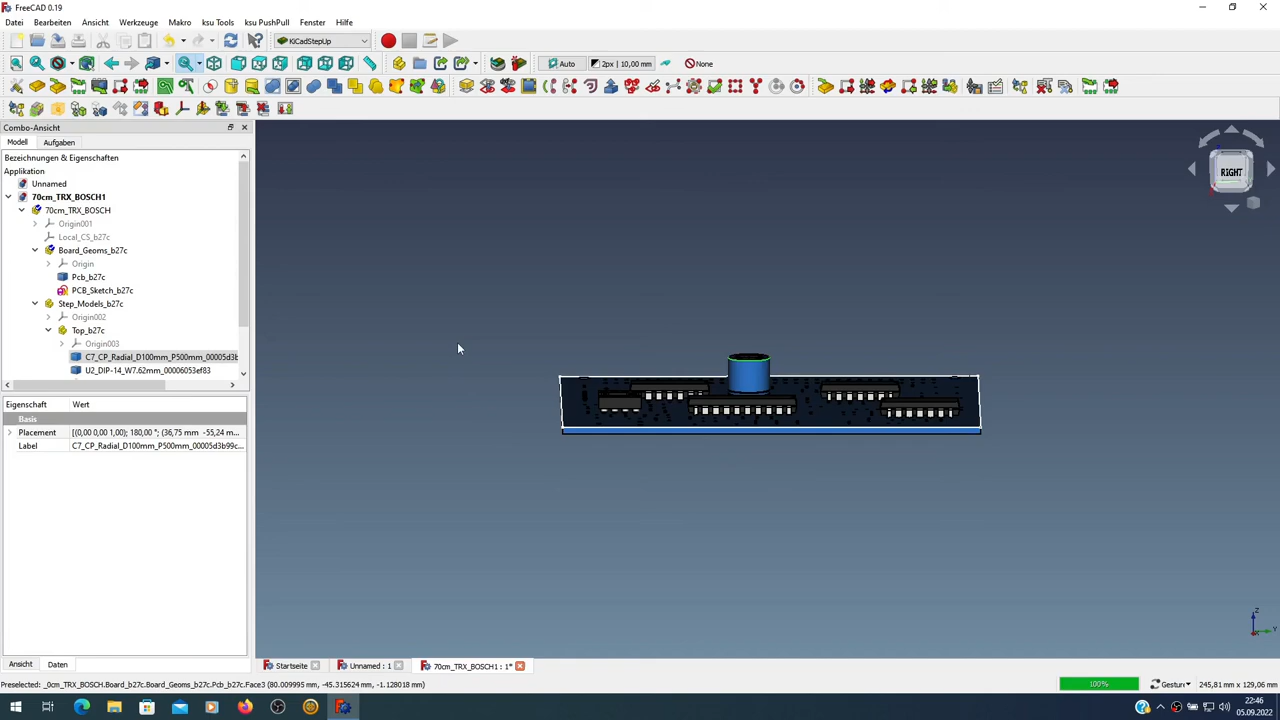 FreeCAD 0.19
Datei Bearbeiten Ansicht Werkzeuge Makro ksu Tools ksu PushPull Fenster Hilfe
KiCadStepUp
Auto 2px | 10,00 mm None
Combo-Ansicht
Modell Aufgaben
Bezeichnungen & Eigenschaften
Applikation
Unnamed
70cm_TRX_BOSCH1
70cm_TRX_BOSCH
Origin001
Local_CS_b27c
Board_Geoms_b27c
Origin
Pcb_b27c
PCB_Sketch_b27c
Step_Models_b27c
Origin002
Top_b27c
Origin003
C7_CP_Radial_D100mm_P500mm_00005d3b
U2_DIP-14_W7.62mm_00006053ef83
Eigenschaft Wert
Basis
Placement [(0,00 0,00 1,00); 180,00 °; (36,75 mm -55,24 m...
Label C7_CP_Radial_D100mm_P500mm_00005d3b99c...
RIGHT
Z
Y
Ansicht Daten
Startseite Unnamed : 1 70cm_TRX_BOSCH1 : 1*
Preselected: _0cm_TRX_BOSCH.Board_b27c.Board_Geoms_b27c.Pcb_b27c.Face3 (80.009995 mm, -45.315624 mm, -1.128018 mm)
100% Gesture 245,81 mm x 129,06 mm
22:46
05.09.2022